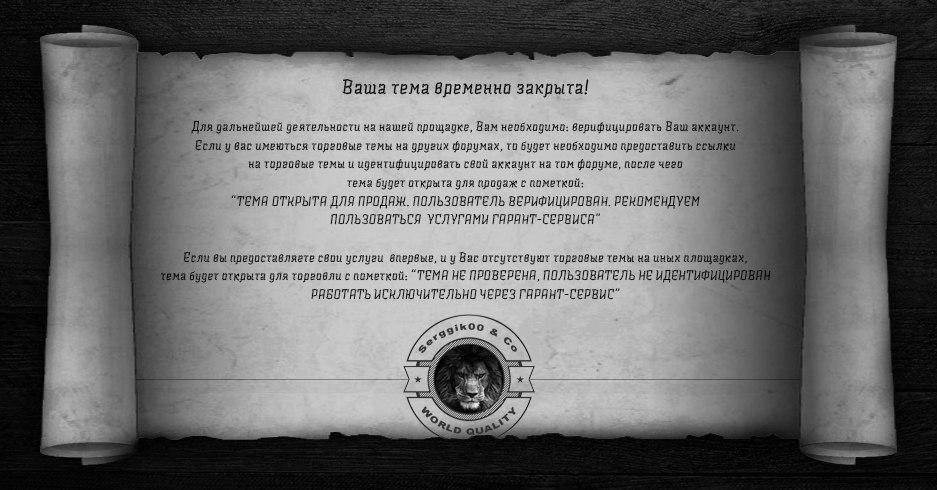 Ваша тема временно закрыта!
Для дальнейшей деятельности на нашей прощадке, Вам необходимо: верифицировать Ваш аккаунт.
Если у вас имеються торговые темы на других форумах, то будет необходимо предоставить ссылки
на торговые темы и идентифицировать свой аккаунт на том форуме, после чего
тема будет открыта для продаж с пометкой:
“ТЕМА ОТКРЫТА ДЛЯ ПРОДАЖ. ПОЛЬЗОВАТЕЛЬ ВЕРИФИЦИРОВАН. РЕКОМЕНДУЕМ
ПОЛЬЗОВАТЬСЯ УСЛУГАМИ ГАРАНТ-СЕРВИСА”
Если вы предоставляете свои услуги впервые, и у Вас отсутствуют торговые темы на иных площадках,
тема будет открыта для торговли с пометкой: “ТЕМА НЕ ПРОВЕРЕНА, ПОЛЬЗОВАТЕЛЬ НЕ ИДЕНТИФИЦИРОВАН
РАБОТАТЬ ИСКЛЮЧИТЕЛЬНО ЧЕРЕЗ ГАРАНТ-СЕРВИС”
Serggik00 & Co
WORLD QUALITY